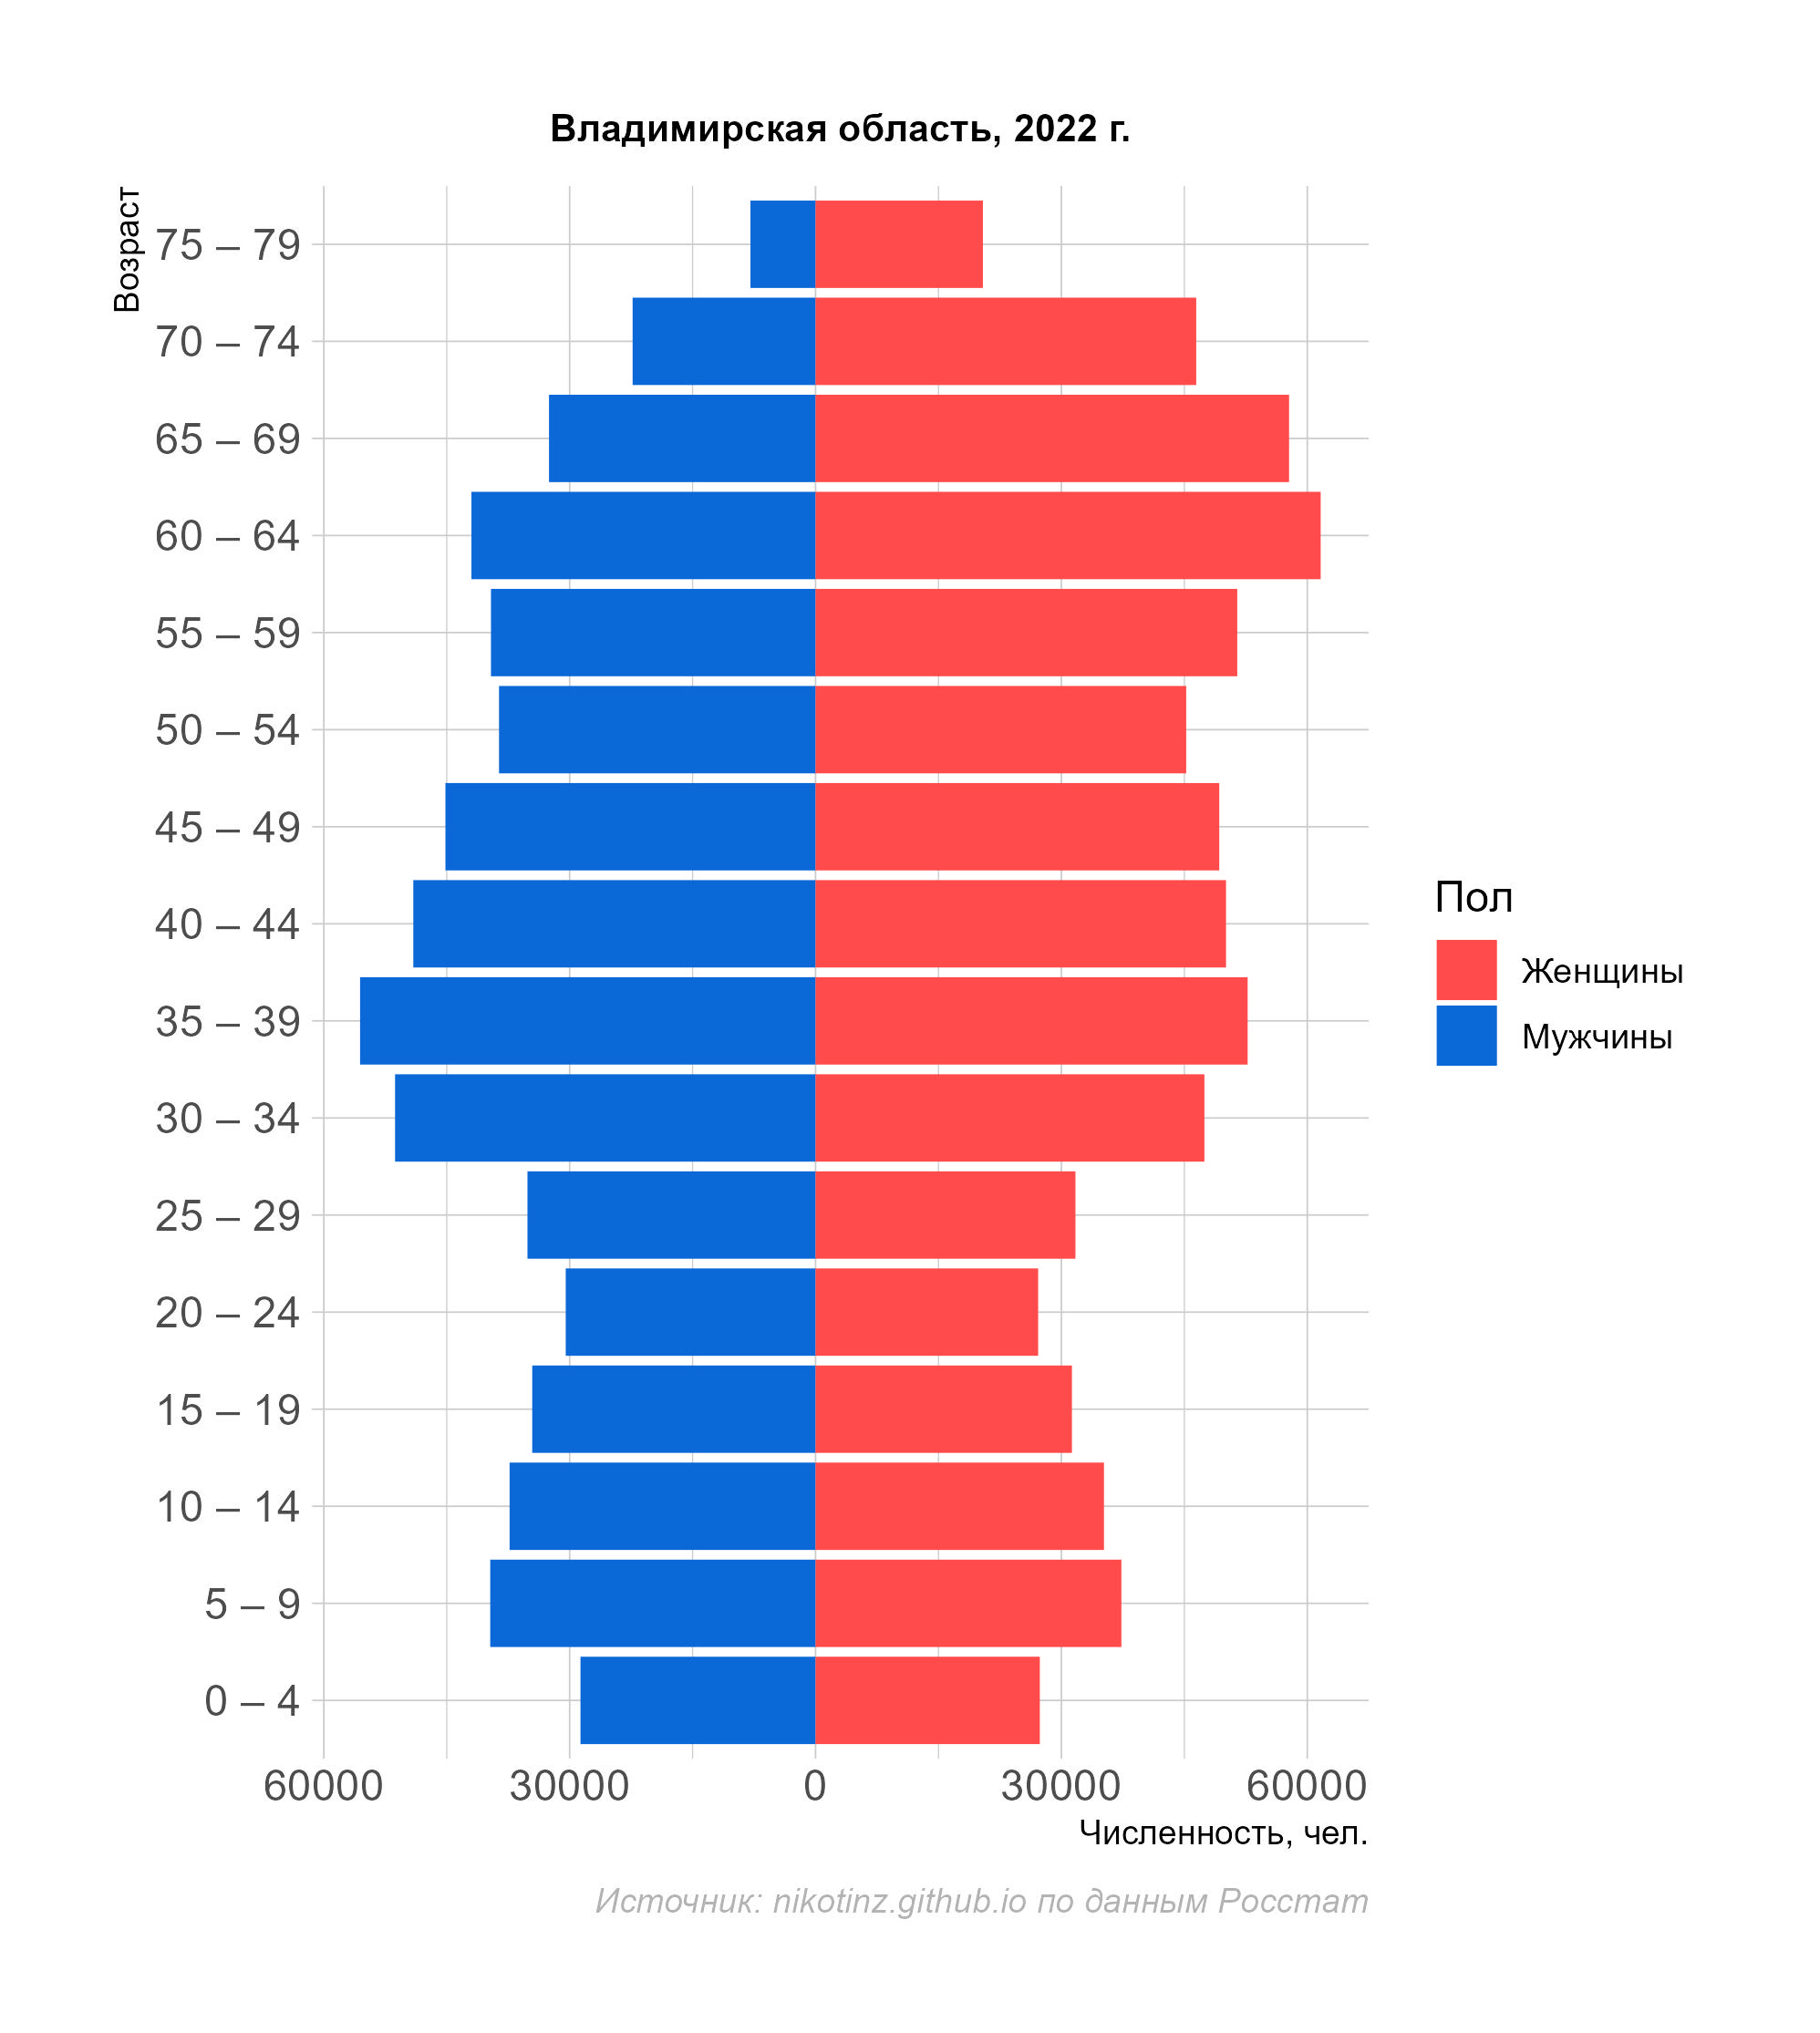 Владимирская область, 2022 г.
Возраст
75 – 79
70 – 74
65 – 69
60 – 64
55 – 59
50 – 54
45 – 49
40 – 44
35 – 39
30 – 34
25 – 29
20 – 24
15 – 19
10 – 14
5 – 9
0 – 4
60000 30000 0 30000 60000
Численность, чел.
Пол
Женщины
Мужчины
Источник: nikotinz.github.io по данным Росстат